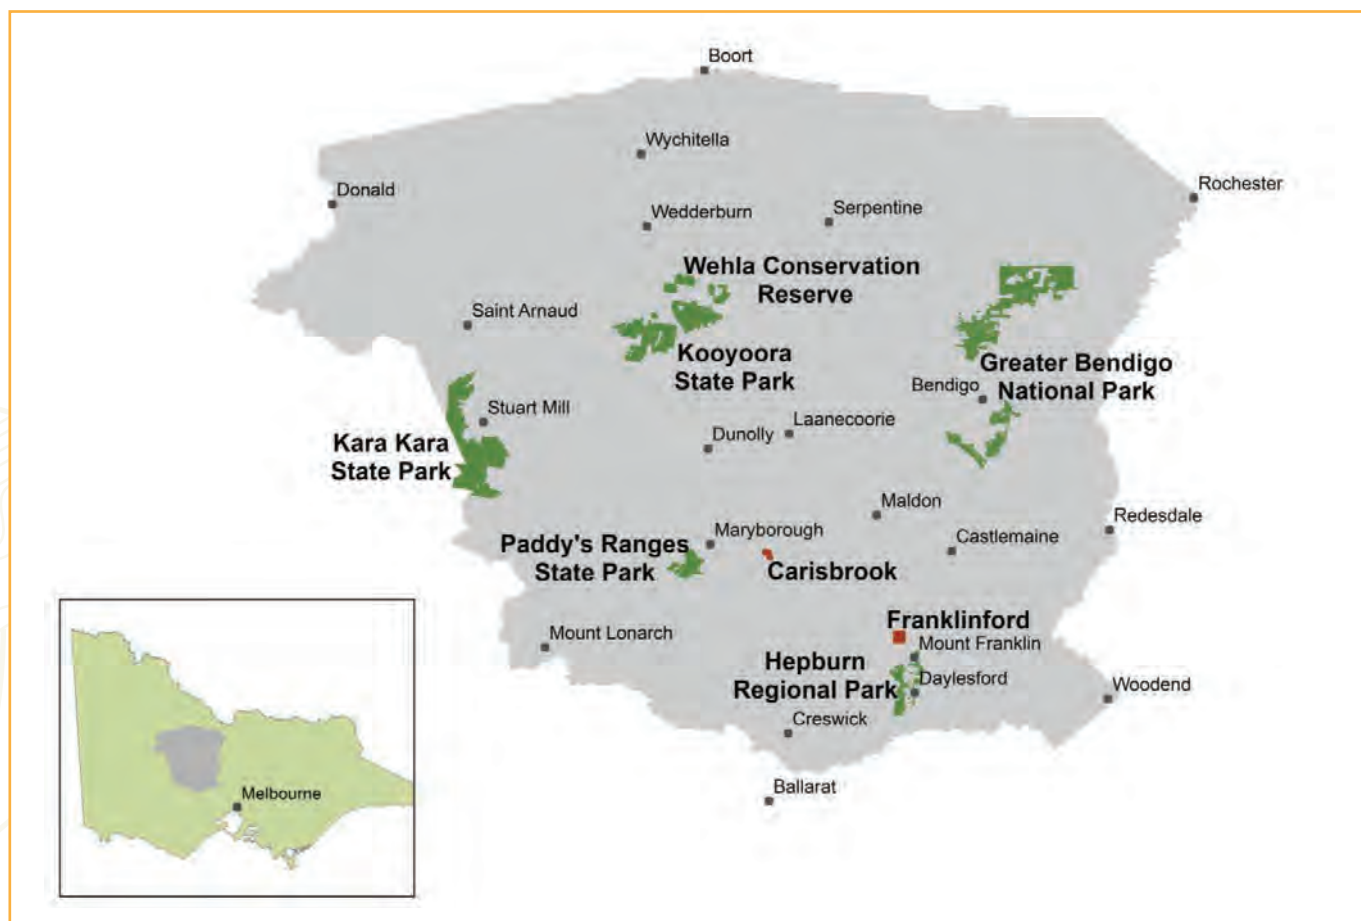 Boort
Wychitella
Donald
Rochester
Wedderburn
Serpentine
Wehla Conservation
Reserve
Saint Arnaud
Kooyoora
State Park
Greater Bendigo
National Park
Bendigo
Stuart Mill
Laanecoorie
Dunolly
Kara Kara
State Park
Maldon
Redesdale
Maryborough
Castlemaine
Paddy's Ranges
State Park
Carisbrook
Franklinford
Mount Lonarch
Mount Franklin
Hepburn
Regional Park
Daylesford
Woodend
Creswick
Ballarat
Melbourne